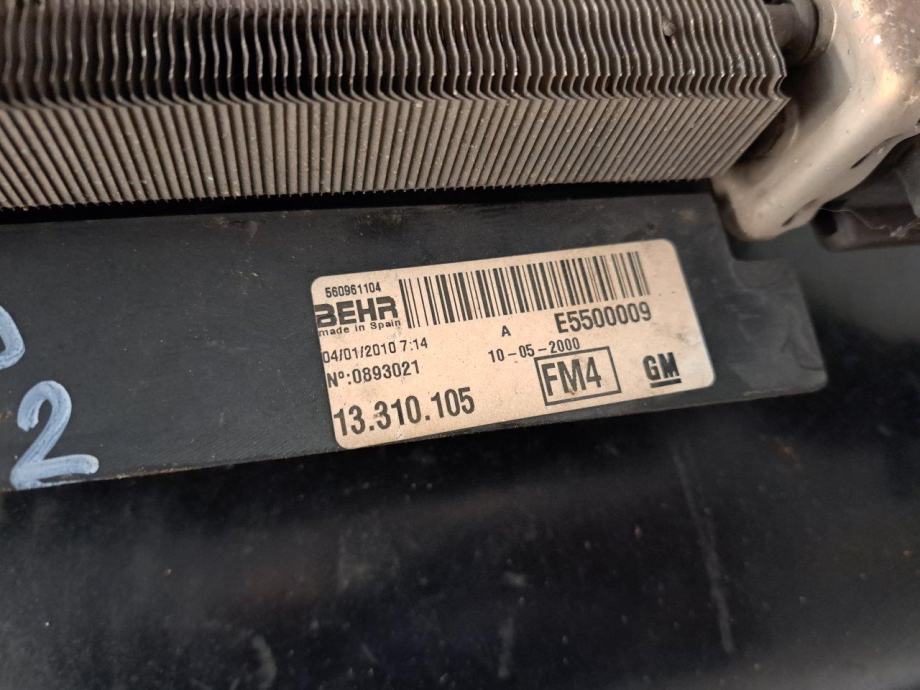 560961104
BEHR
made in Spain
A
E5500009
04/01/2010 7:14
10-05-2000
Nº:0893021
FM4
GM
13.310.105
2